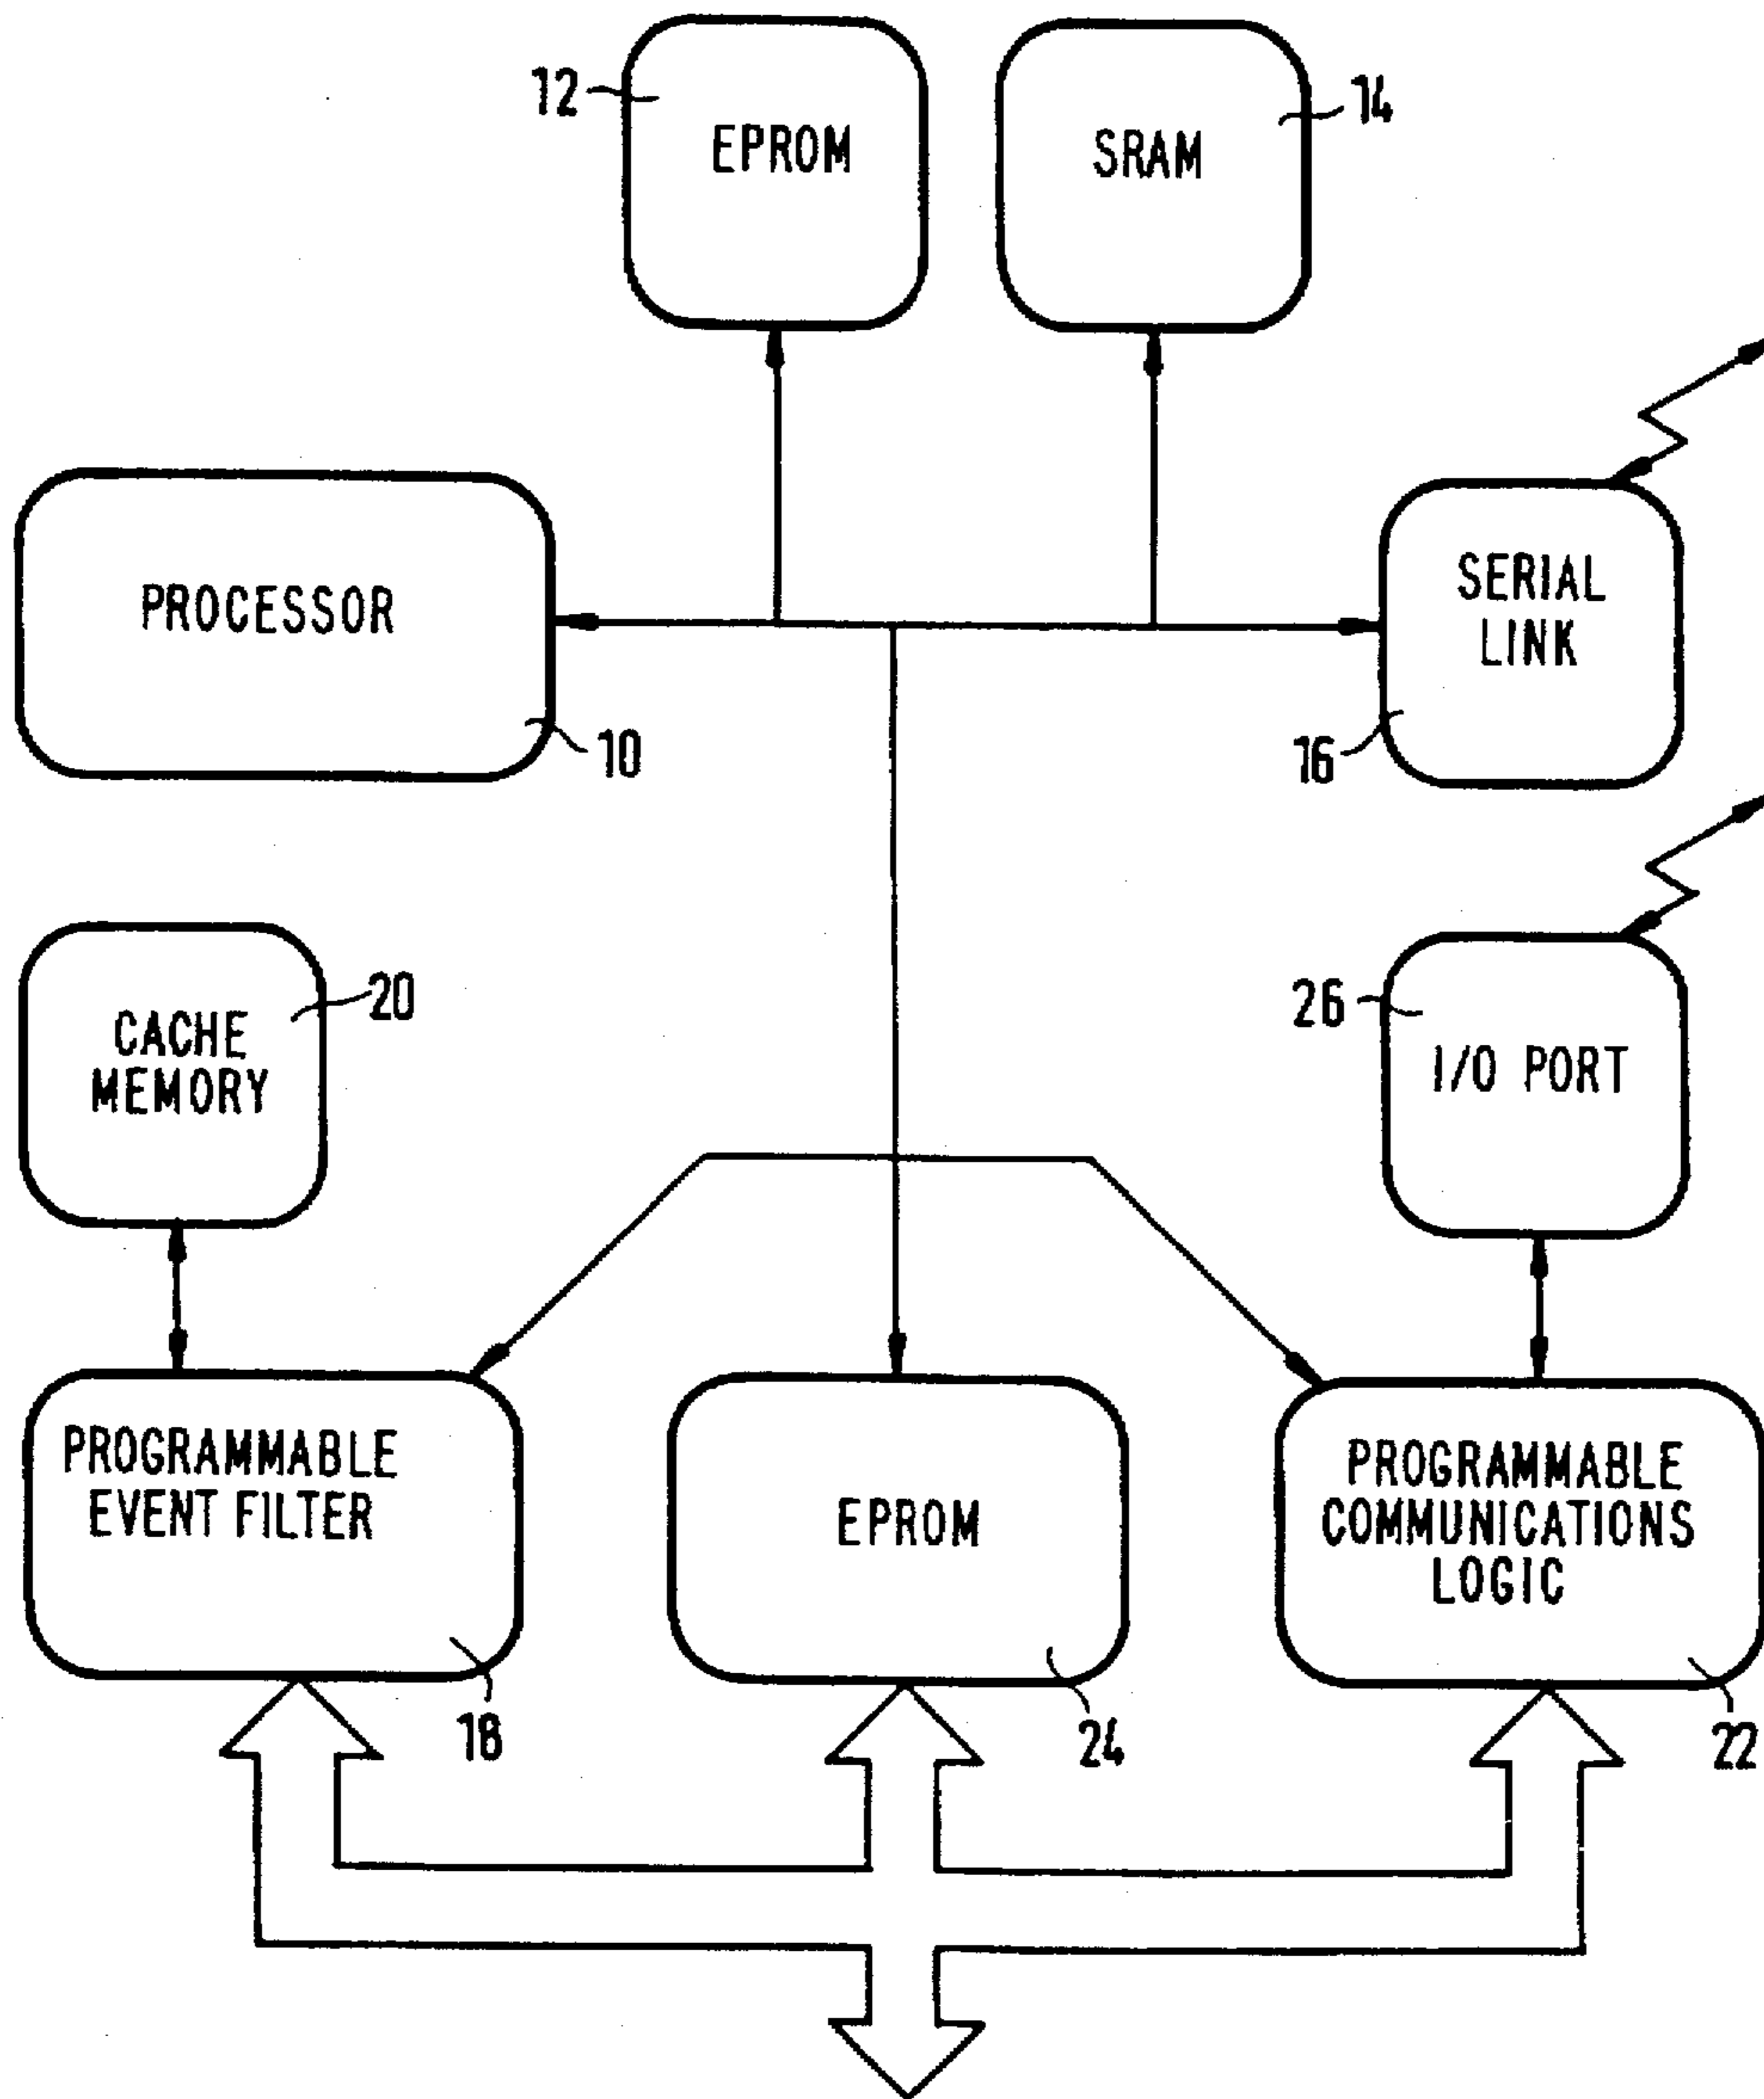 12
EPROM
SRAM
14
PROCESSOR
10
SERIAL
LINK
16
CACHE
MEMORY
20
26
I/O PORT
PROGRAMMABLE
EVENT FILTER
18
EPROM
24
PROGRAMMABLE
COMMUNICATIONS
LOGIC
22